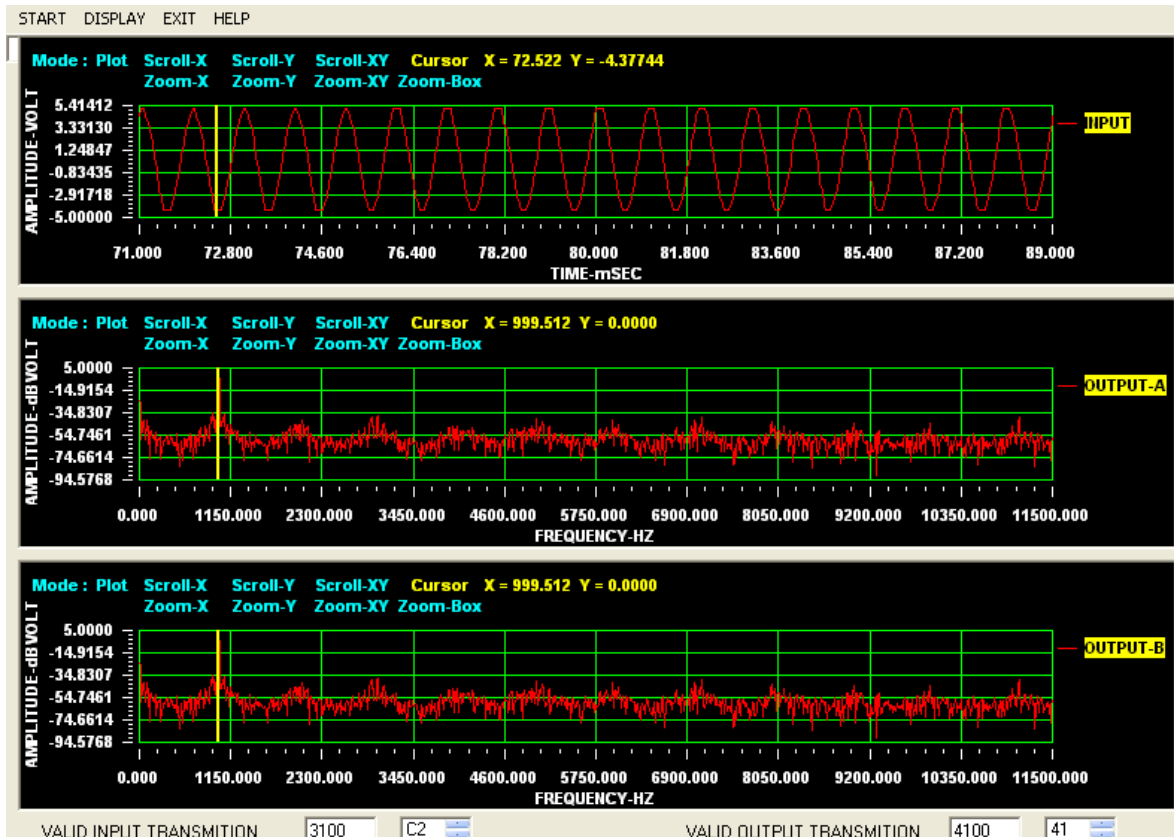 START DISPLAY EXIT HELP
Mode : Plot Scroll-X Scroll-Y Scroll-XY Cursor X = 72.522 Y = -4.37744
Zoom-X Zoom-Y Zoom-XY Zoom-Box
AMPLITUDE-VOLT
5.41412
3.33130
1.24847
-0.83435
-2.91718
-5.00000
INPUT
71.000 72.800 74.600 76.400 78.200 80.000 81.800 83.600 85.400 87.200 89.000
TIME-mSEC
Mode : Plot Scroll-X Scroll-Y Scroll-XY Cursor X = 999.512 Y = 0.0000
Zoom-X Zoom-Y Zoom-XY Zoom-Box
AMPLITUDE-dBVOLT
5.0000
-14.9154
-34.8307
-54.7461
-74.6614
-94.5768
OUTPUT-A
0.000 1150.000 2300.000 3450.000 4600.000 5750.000 6900.000 8050.000 9200.000 10350.000 11500.000
FREQUENCY-HZ
Mode : Plot Scroll-X Scroll-Y Scroll-XY Cursor X = 999.512 Y = 0.0000
Zoom-X Zoom-Y Zoom-XY Zoom-Box
AMPLITUDE-dBVOLT
5.0000
-14.9154
-34.8307
-54.7461
-74.6614
-94.5768
OUTPUT-B
0.000 1150.000 2300.000 3450.000 4600.000 5750.000 6900.000 8050.000 9200.000 10350.000 11500.000
FREQUENCY-HZ
VALID INPUT TRANSMITION 3100 C2 VALID OUTPUT TRANSMITION 4100 41